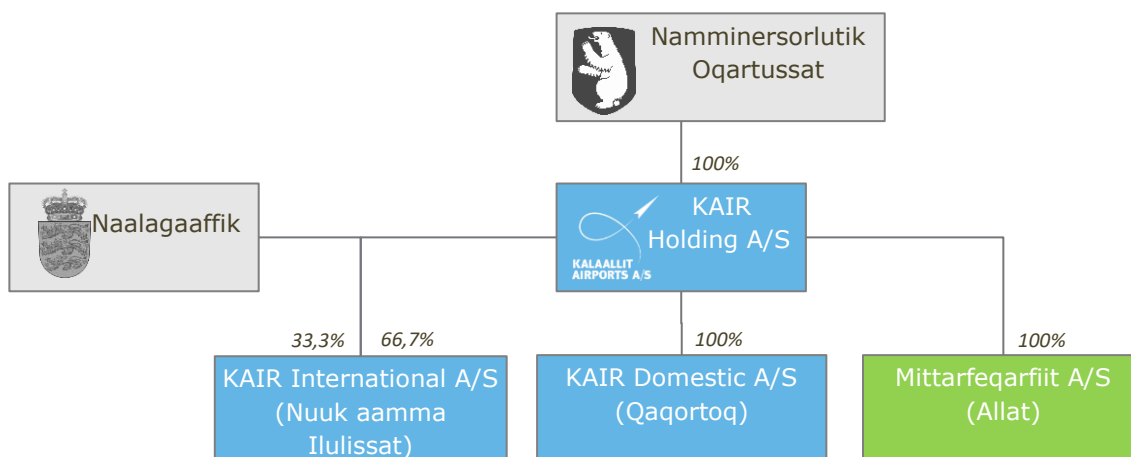 Namminersorlutik
Oqartussat
100%
Naalagaaffik
KAIR
Holding A/S
KALAALLIT
AIRPORTS A/S
33,3%
66,7%
100%
100%
KAIR International A/S
(Nuuk aamma
Ilulissat)
KAIR Domestic A/S
(Qaqortoq)
Mittarfeqarfiit A/S
(Allat)